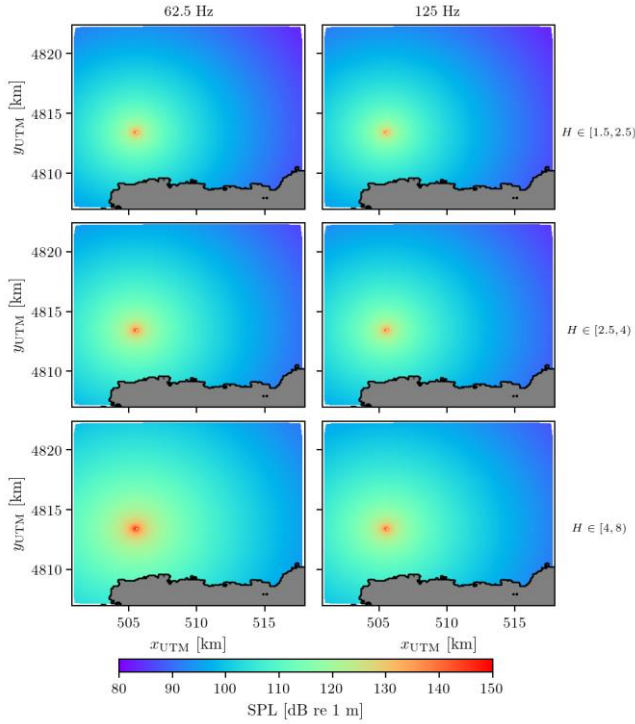 62.5 Hz 125 Hz
4820
4815
4810
y_UTM [km]
H ∈ [1.5, 2.5)
4820
4815
4810
y_UTM [km]
H ∈ [2.5, 4)
4820
4815
4810
y_UTM [km]
H ∈ [4, 8)
505 510 515 505 510 515
x_UTM [km] x_UTM [km]
80 90 100 110 120 130 140 150
SPL [dB re 1 m]